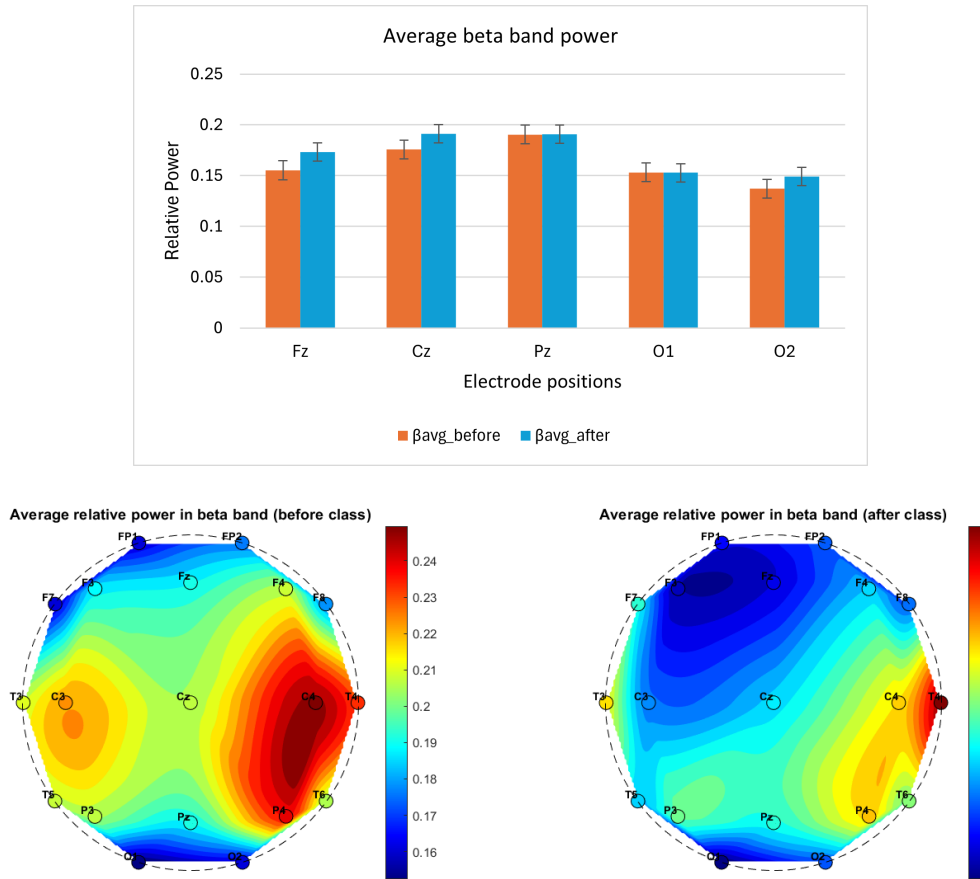 Average beta band power
0.25
0.2
0.15
0.1
0.05
0
Relative Power
Fz Cz Pz O1 O2
Electrode positions
βavg_before βavg_after
Average relative power in beta band (before class)
FP1 FP2
F7 F3 Fz F4 F8
T3 C3 Cz C4 T4
T5 P3 Pz P4 T6
O1 O2
0.24
0.23
0.22
0.21
0.2
0.19
0.18
0.17
0.16
Average relative power in beta band (after class)
FP1 FP2
F7 F3 Fz F4 F8
T3 C3 Cz C4 T4
T5 P3 Pz P4 T6
O1 O2